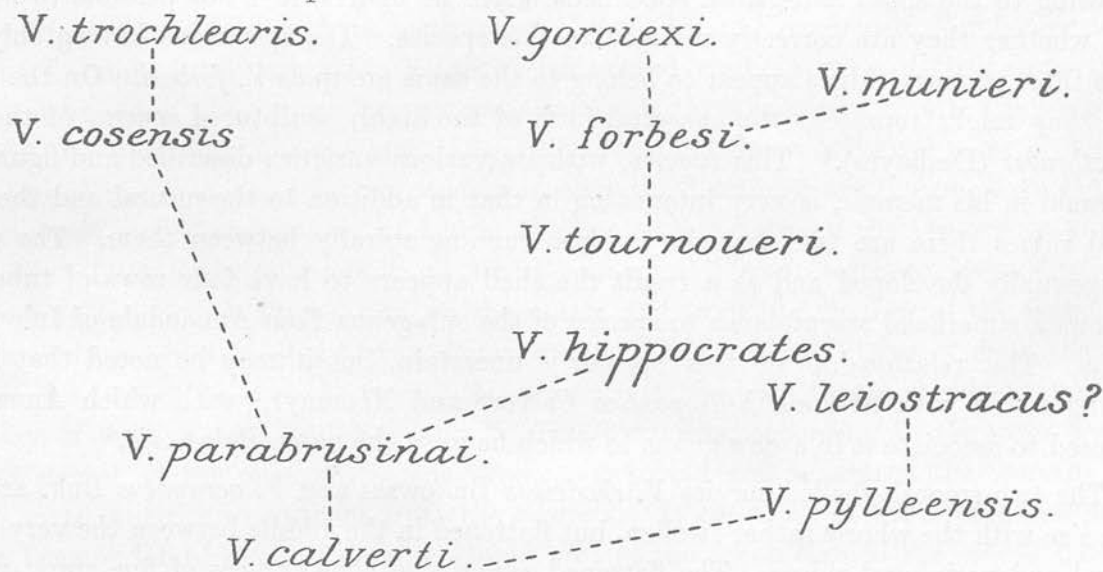 V. trochlearis.
V. gorciexi.
V. munieri.
V cosensis
V. forbesi.
V. tournoueri.
V. hippocrates.
V. leiostracus?
V. parabrusinai.
V. pylleensis.
V. calverti.